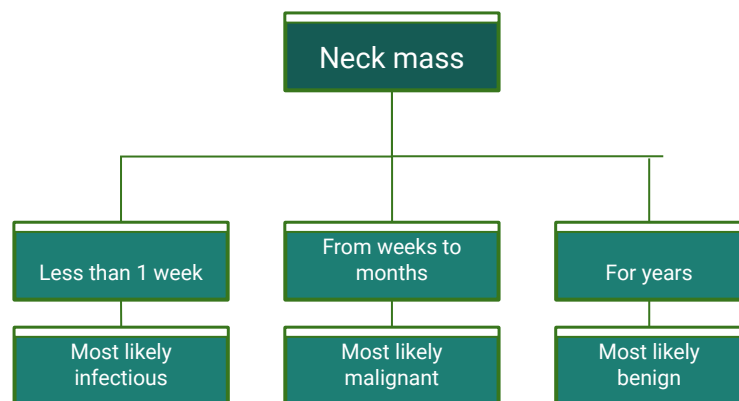 Neck mass
Less than 1 week
From weeks to
months
For years
Most likely
infectious
Most likely
malignant
Most likely
benign